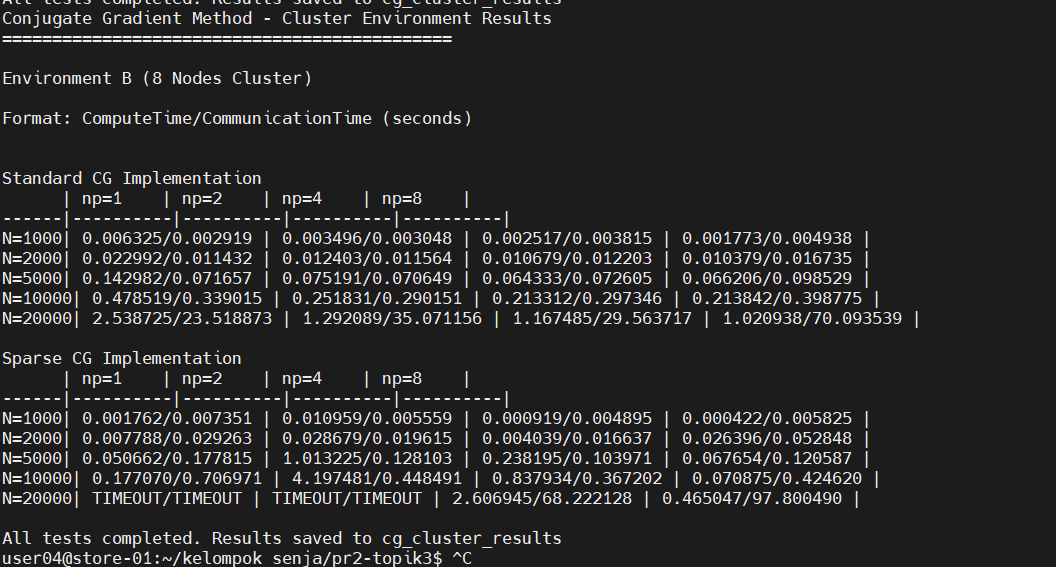 All tests completed. Results saved to cg_cluster_results
Conjugate Gradient Method - Cluster Environment Results
=============================================
Environment B (8 Nodes Cluster)
Format: ComputeTime/CommunicationTime (seconds)
Standard CG Implementation
      | np=1    | np=2    | np=4    | np=8    |
------|----------|----------|----------|----------|
N=1000| 0.006325/0.002919 | 0.003496/0.003048 | 0.002517/0.003815 | 0.001773/0.004938 |
N=2000| 0.022992/0.011432 | 0.012403/0.011564 | 0.010679/0.012203 | 0.010379/0.016735 |
N=5000| 0.142982/0.071657 | 0.075191/0.070649 | 0.064333/0.072605 | 0.066206/0.098529 |
N=10000| 0.478519/0.339015 | 0.251831/0.290151 | 0.213312/0.297346 | 0.213842/0.398775 |
N=20000| 2.538725/23.518873 | 1.292089/35.071156 | 1.167485/29.563717 | 1.020938/70.093539 |
Sparse CG Implementation
      | np=1    | np=2    | np=4    | np=8    |
------|----------|----------|----------|----------|
N=1000| 0.001762/0.007351 | 0.010959/0.005559 | 0.000919/0.004895 | 0.000422/0.005825 |
N=2000| 0.007788/0.029263 | 0.028679/0.019615 | 0.004039/0.016637 | 0.026396/0.052848 |
N=5000| 0.050662/0.177815 | 1.013225/0.128103 | 0.238195/0.103971 | 0.067654/0.120587 |
N=10000| 0.177070/0.706971 | 4.197481/0.448491 | 0.837934/0.367202 | 0.070875/0.424620 |
N=20000| TIMEOUT/TIMEOUT | TIMEOUT/TIMEOUT | 2.606945/68.222128 | 0.465047/97.800490 |
All tests completed. Results saved to cg_cluster_results
user04@store-01:~/kelompok senja/pr2-topik3$ ^C